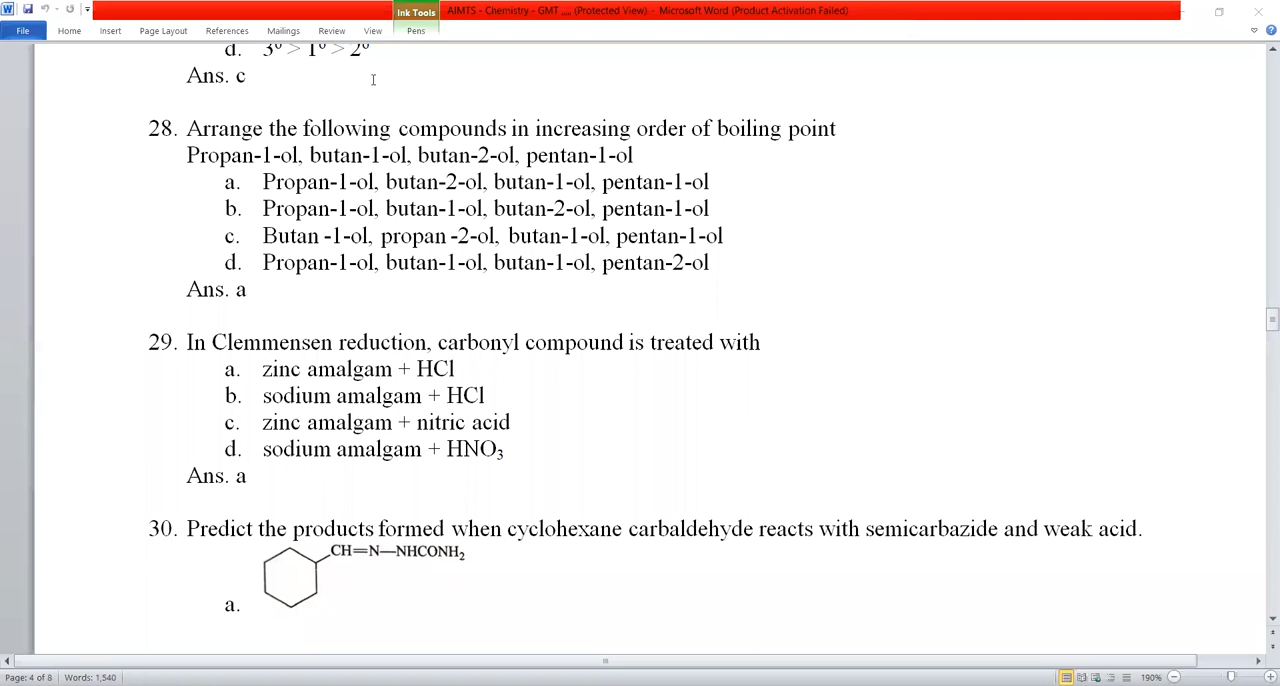 Ink Tools
AIMTS - Chemistry - GMT (Protected View) - Microsoft Word (Product Activation Failed)
File Home Insert Page Layout References Mailings Review View Pens
d. 3º > 1º > 2º
Ans. c
28. Arrange the following compounds in increasing order of boiling point
Propan-1-ol, butan-1-ol, butan-2-ol, pentan-1-ol
a. Propan-1-ol, butan-2-ol, butan-1-ol, pentan-1-ol
b. Propan-1-ol, butan-1-ol, butan-2-ol, pentan-1-ol
c. Butan -1-ol, propan -2-ol, butan-1-ol, pentan-1-ol
d. Propan-1-ol, butan-1-ol, butan-1-ol, pentan-2-ol
Ans. a
29. In Clemmensen reduction, carbonyl compound is treated with
a. zinc amalgam + HCl
b. sodium amalgam + HCl
c. zinc amalgam + nitric acid
d. sodium amalgam + HNO₃
Ans. a
30. Predict the products formed when cyclohexane carbaldehyde reacts with semicarbazide and weak acid.
CH=N—NHCONH₂
a.
Page: 4 of 8 Words: 1,540 190%